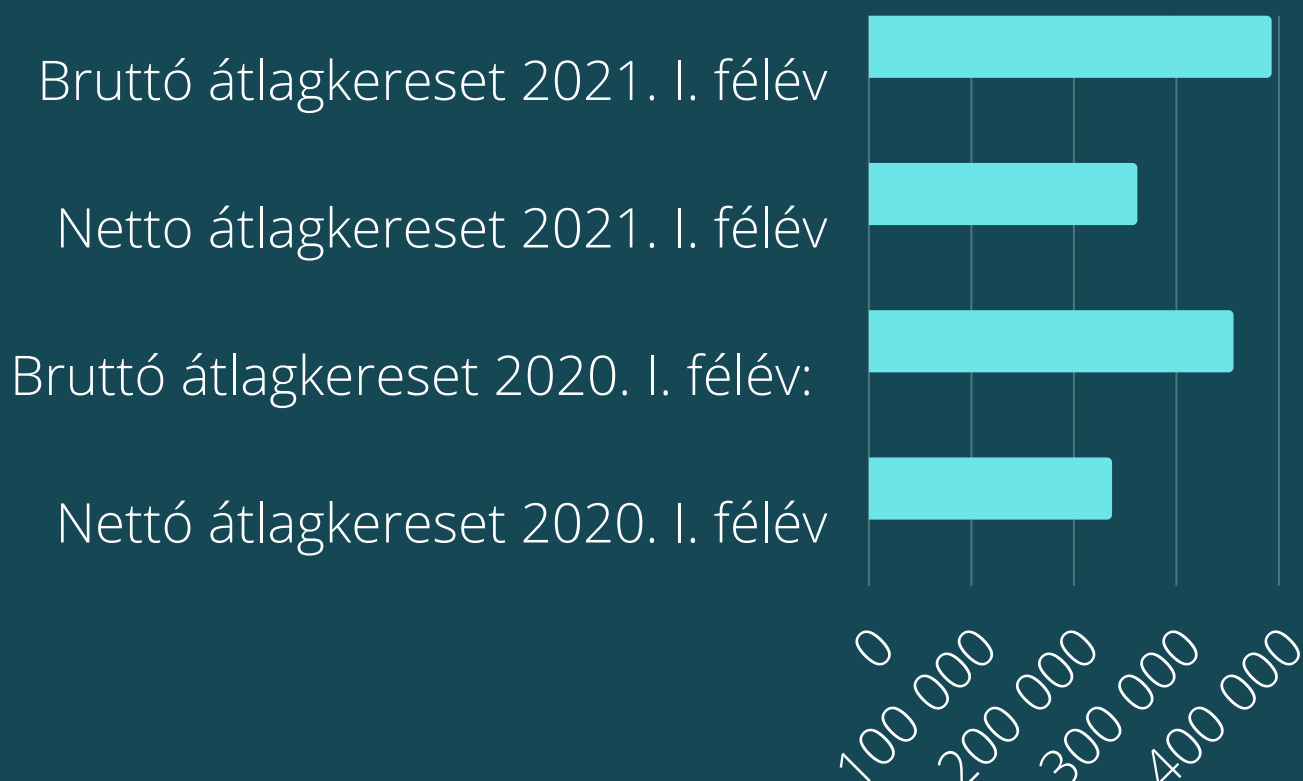 Bruttó átlagkereset 2021. I. félév
Netto átlagkereset 2021. I. félév
Bruttó átlagkereset 2020. I. félév:
Nettó átlagkereset 2020. I. félév
0
100 000
200 000
300 000
400 000